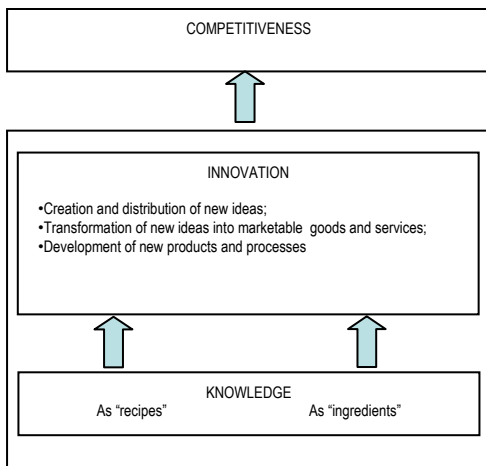 COMPETITIVENESS
INNOVATION
•Creation and distribution of new ideas;
•Transformation of new ideas into marketable goods and services;
•Development of new products and processes
KNOWLEDGE
As “recipes” As “ingredients”